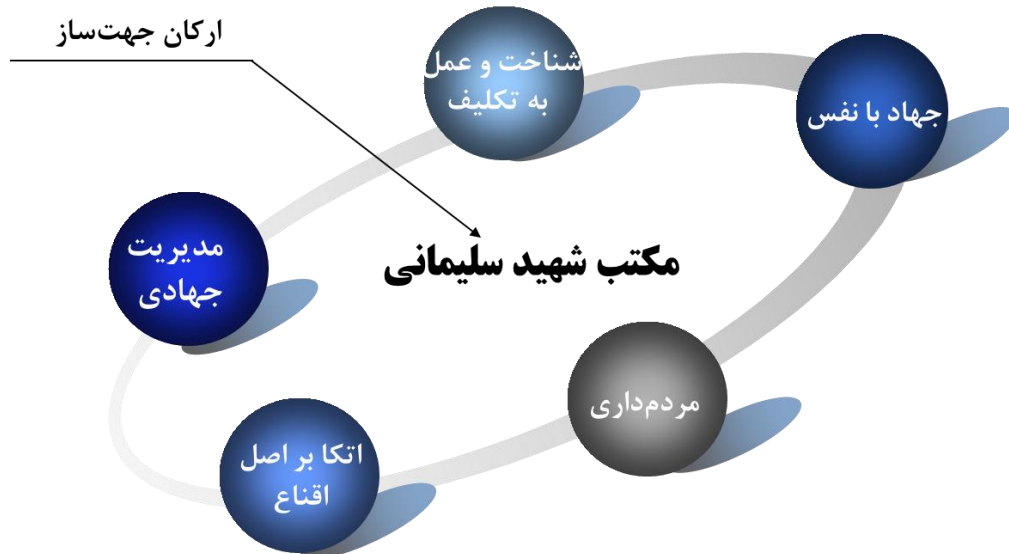 ارکان جهت‌ساز
شناخت و عمل
به تکلیف
جهاد با نفس
مدیریت
جهادی
مکتب شهید سلیمانی
مردم‌داری
اتکا بر اصل
اقناع